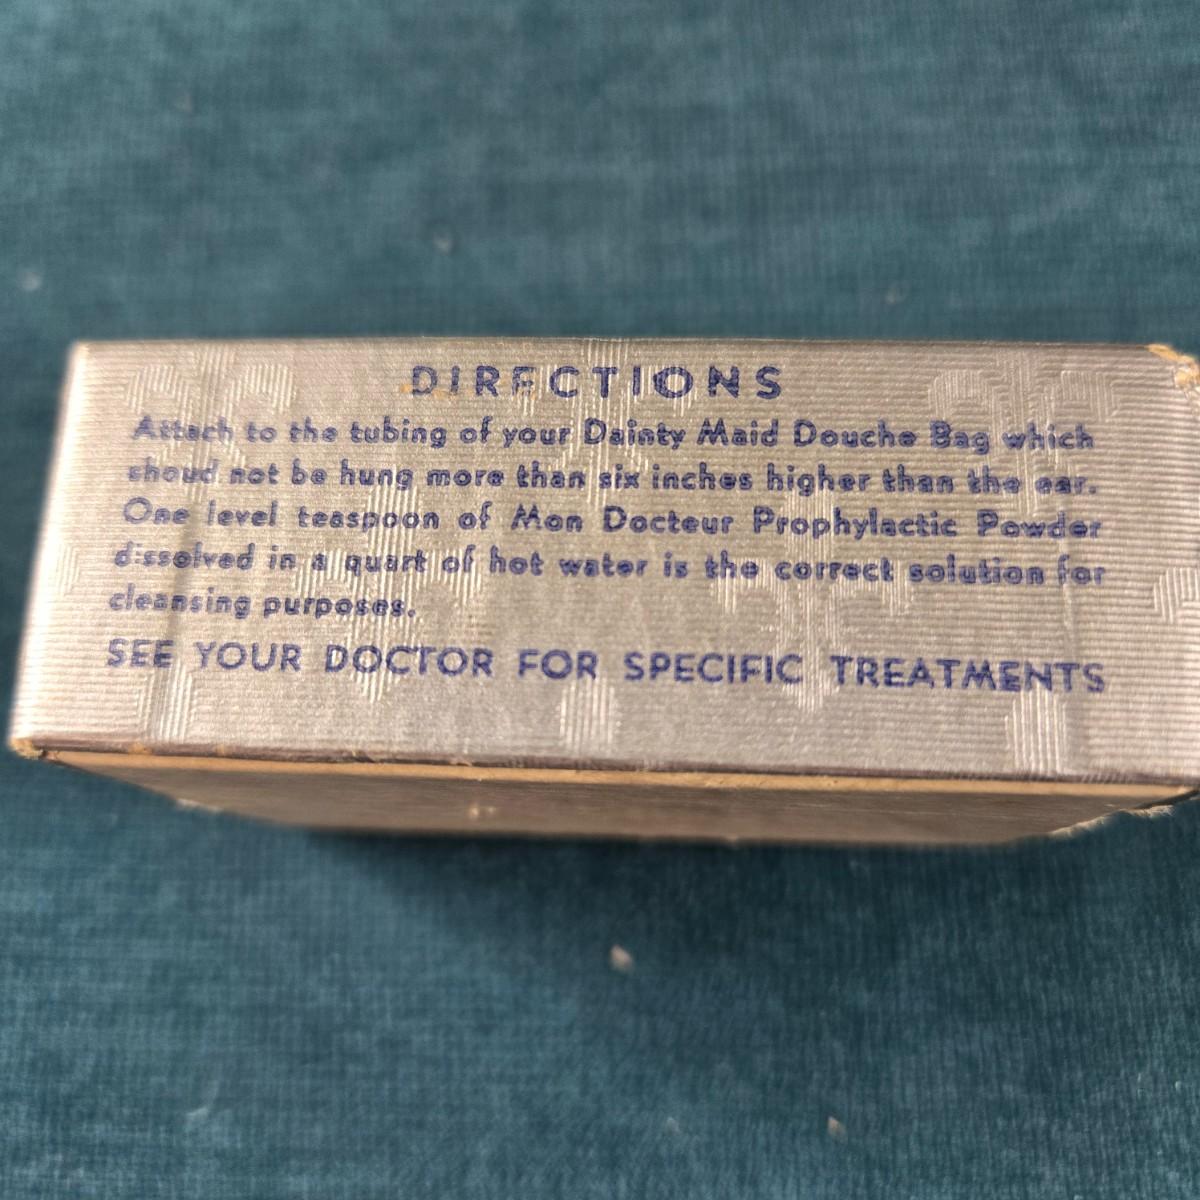 DIRECTIONS
Attach to the tubing of your Dainty Maid Douche Bag which
shoud not be hung more than six inches higher than the ear.
One level teaspoon of Mon Docteur Prophylactic Powder
dissolved in a quart of hot water is the correct solution for
cleansing purposes.
SEE YOUR DOCTOR FOR SPECIFIC TREATMENTS